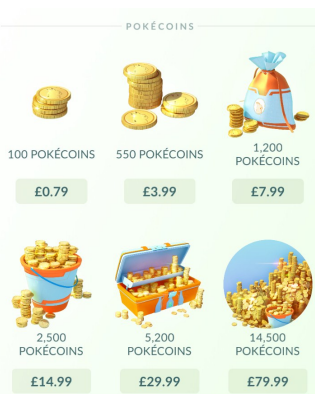 POKÉCOINS
100 POKÉCOINS
550 POKÉCOINS
1,200
POKÉCOINS
£0.79
£3.99
£7.99
2,500
POKÉCOINS
5,200
POKÉCOINS
14,500
POKÉCOINS
£14.99
£29.99
£79.99